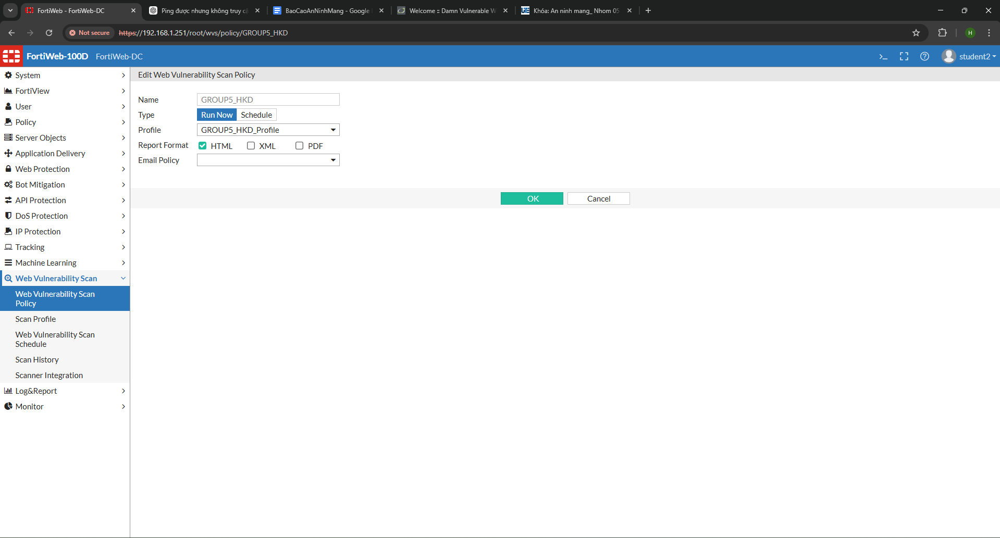 FortiWeb - FortiWeb-DC
Ping được nhưng không truy cậ
BaoCaoAnNinhMang - Google
Welcome :: Damn Vulnerable W
Khóa: An ninh mang_ Nhom 05
Not secure
https://192.168.1.251/root/wvs/policy/GROUP5_HKD
H
FortiWeb-100D FortiWeb-DC
student2
System
FortiView
User
Policy
Server Objects
Application Delivery
Web Protection
Bot Mitigation
API Protection
DoS Protection
IP Protection
Tracking
Machine Learning
Web Vulnerability Scan
Web Vulnerability Scan
Policy
Scan Profile
Web Vulnerability Scan
Schedule
Scan History
Scanner Integration
Log&Report
Monitor
Edit Web Vulnerability Scan Policy
Name GROUP5_HKD
Type Run Now Schedule
Profile GROUP5_HKD_Profile
Report Format HTML XML PDF
Email Policy
OK Cancel